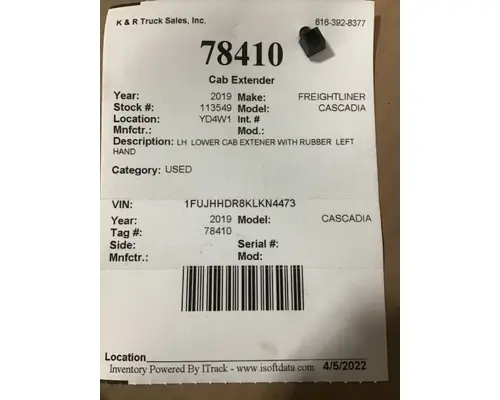 K & R Truck Sales, Inc. 616-392-8377
78410
Cab Extender
Year: 2019 Make: FREIGHTLINER
Stock #: 113549 Model: CASCADIA
Location: YD4W1 Int. #
Mnfctr.: Mod.:
Description: LH LOWER CAB EXTENER WITH RUBBER LEFT
HAND
Category: USED
VIN: 1FUJHHDR8KLKN4473
Year: 2019 Model: CASCADIA
Tag #: 78410
Side: Serial #:
Mnfctr.: Mod:
Location
Inventory Powered By ITrack - www.isoftdata.com 4/5/2022